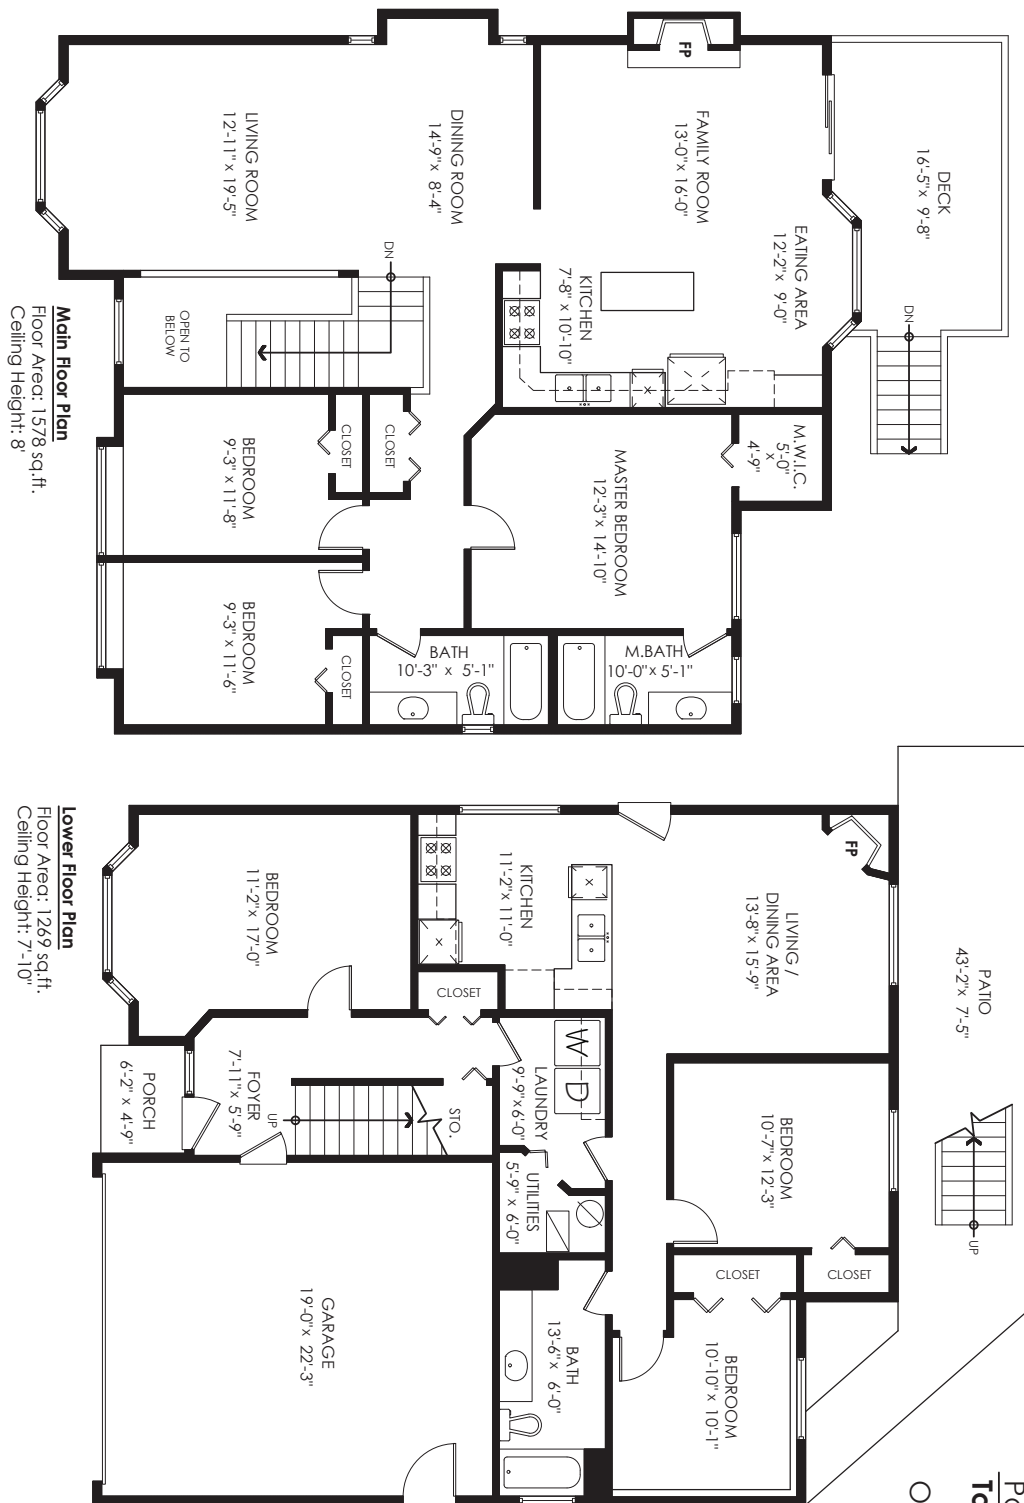 FP
DECK
16'-5" x 9'-8"
DN
FAMILY ROOM
13'-0" x 16'-0"
EATING AREA
12'-2" x 9'-0"
KITCHEN
7'-8" x 10'-10"
DINING ROOM
14'-9" x 8'-4"
LIVING ROOM
12'-11" x 19'-5"
DN
OPEN TO
BELOW
M.W.I.C.
5'-0"
x
4'-9"
MASTER BEDROOM
12'-3" x 14'-10"
CLOSET
CLOSET
BEDROOM
9'-3" x 11'-8"
BEDROOM
9'-3" x 11'-6"
CLOSET
BATH
10'-3" x 5'-1"
M.BATH
10'-0" x 5'-1"
Main Floor Plan
Floor Area: 1578 sq.ft.
Ceiling Height: 8'
PATIO
43'-2" x 7'-5"
UP
FP
LIVING /
DINING AREA
13'-8" x 15'-9"
KITCHEN
11'-2" x 11'-0"
BEDROOM
11'-2" x 17'-0"
CLOSET
BEDROOM
10'-7" x 12'-3"
CLOSET
CLOSET
BEDROOM
10'-10" x 10'-1"
W
D
LAUNDRY
9'-9" x 6'-0"
STO.
UTILITIES
5'-9" x 6'-0"
FOYER
7'-11" x 5'-9"
UP
PORCH
6'-2" x 4'-9"
BATH
13'-6" x 6'-0"
GARAGE
19'-0" x 22'-3"
Lower Floor Plan
Floor Area: 1269 sq.ft.
Ceiling Height: 7'-10"